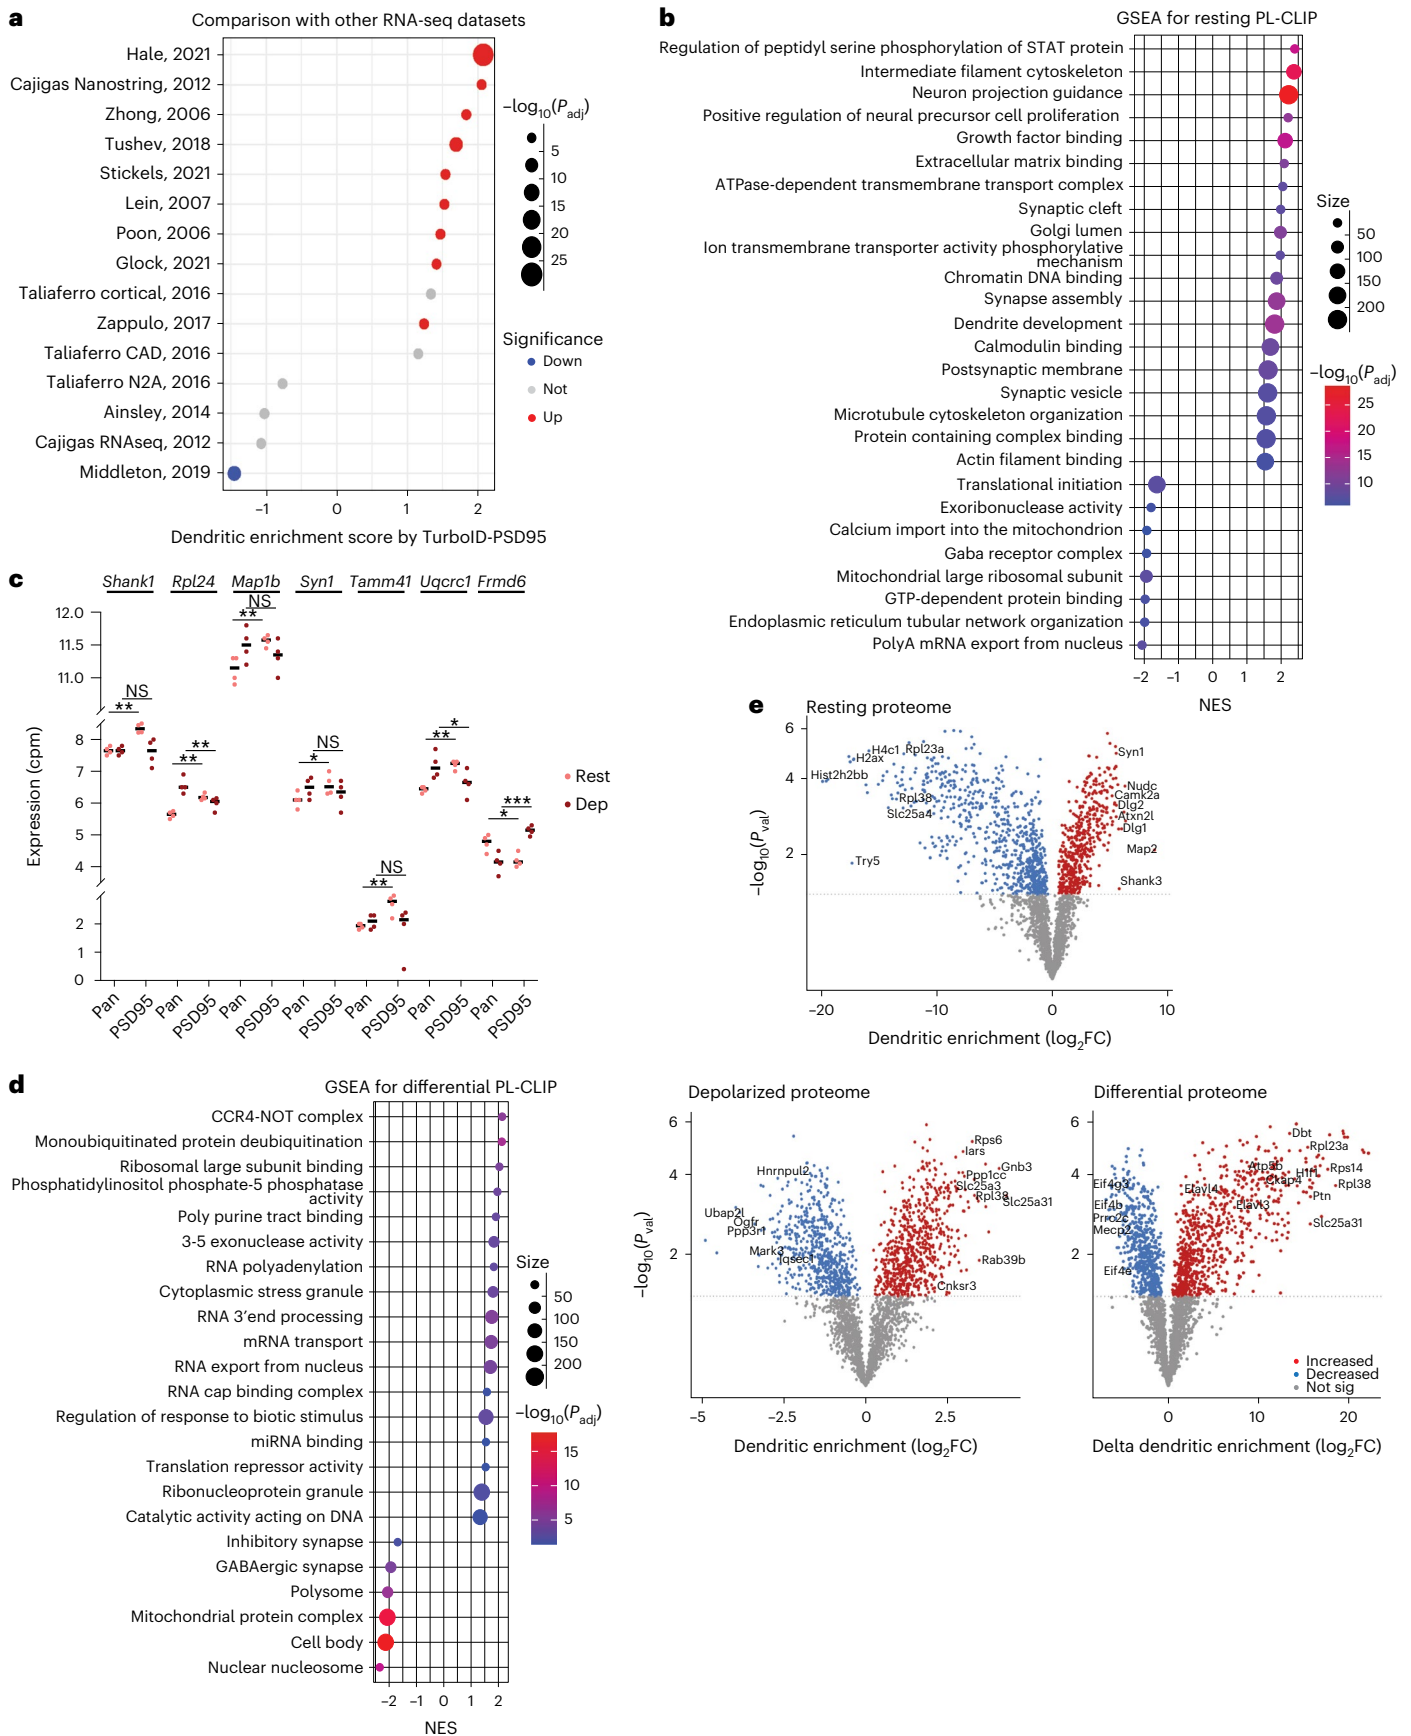 a
Comparison with other RNA-seq datasets
Hale, 2021
Cajigas Nanostring, 2012
Zhong, 2006
Tushev, 2018
Stickels, 2021
Lein, 2007
Poon, 2006
Glock, 2021
Taliaferro cortical, 2016
Zappulo, 2017
Taliaferro CAD, 2016
Taliaferro N2A, 2016
Ainsley, 2014
Cajigas RNAseq, 2012
Middleton, 2019
−1 0 1 2
Dendritic enrichment score by TurboID-PSD95
−log10(Padj)
5
10
15
20
25
Significance
Down
Not
Up
b
GSEA for resting PL-CLIP
Regulation of peptidyl serine phosphorylation of STAT protein
Intermediate filament cytoskeleton
Neuron projection guidance
Positive regulation of neural precursor cell proliferation
Growth factor binding
Extracellular matrix binding
ATPase-dependent transmembrane transport complex
Synaptic cleft
Golgi lumen
Ion transmembrane transporter activity phosphorylative
mechanism
Chromatin DNA binding
Synapse assembly
Dendrite development
Calmodulin binding
Postsynaptic membrane
Synaptic vesicle
Microtubule cytoskeleton organization
Protein containing complex binding
Actin filament binding
Translational initiation
Exoribonuclease activity
Calcium import into the mitochondrion
Gaba receptor complex
Mitochondrial large ribosomal subunit
GTP-dependent protein binding
Endoplasmic reticulum tubular network organization
PolyA mRNA export from nucleus
−2 −1 0 1 2
NES
Size
50
100
150
200
−log10(Padj)
25
20
15
10
c
Shank1 Rpl24 Map1b Syn1 Tamm41 Uqcrc1 Frmd6
12.0
11.5
11.0
8
7
6
5
4
2
1
0
Expression (cpm)
** NS
** **
** NS
* NS
** NS
** *
* ***
Pan PSD95 Pan PSD95 Pan PSD95 Pan PSD95 Pan PSD95 Pan PSD95 Pan PSD95
Rest
Dep
d
GSEA for differential PL-CLIP
CCR4-NOT complex
Monoubiquitinated protein deubiquitination
Ribosomal large subunit binding
Phosphatidylinositol phosphate-5 phosphatase
activity
Poly purine tract binding
3-5 exonuclease activity
RNA polyadenylation
Cytoplasmic stress granule
RNA 3′end processing
mRNA transport
RNA export from nucleus
RNA cap binding complex
Regulation of response to biotic stimulus
miRNA binding
Translation repressor activity
Ribonucleoprotein granule
Catalytic activity acting on DNA
Inhibitory synapse
GABAergic synapse
Polysome
Mitochondrial protein complex
Cell body
Nuclear nucleosome
−2 −1 0 1 2
NES
Size
50
100
150
200
−log10(Padj)
15
10
5
e
Resting proteome
6
4
2
−log10(Pval)
H4c1 Rpl23a
H2ax
Hist2h2bb
Rpl38
Slc25a4
Try5
Syn1
Nudc
Camk2a
Dlg2
Atxn2l
Dlg1
Map2
Shank3
−20 −10 0 10
Dendritic enrichment (log2FC)
Depolarized proteome
6
4
2
−log10(Pval)
Hnrnpul2
Ubap2l
Ogfr
Ppp3r1
Mark3
Iqsec1
Rps6
Iars
Gnb3
Ppp1cc
Slc25a3
Rpl38
Slc25a31
Rab39b
Cnksr3
−5 −2.5 0 2.5
Dendritic enrichment (log2FC)
Differential proteome
6
4
2
Eif4g3
Eif4b
Prrc2c
Mecp2
Eif4e
Dbt
Rpl23a
Atp5b
H1f1
Rps14
Ckap4
Rpl38
Elavl4
Ptn
Elavl3
Slc25a31
Increased
Decreased
Not sig
0 10 20
Delta dendritic enrichment (log2FC)